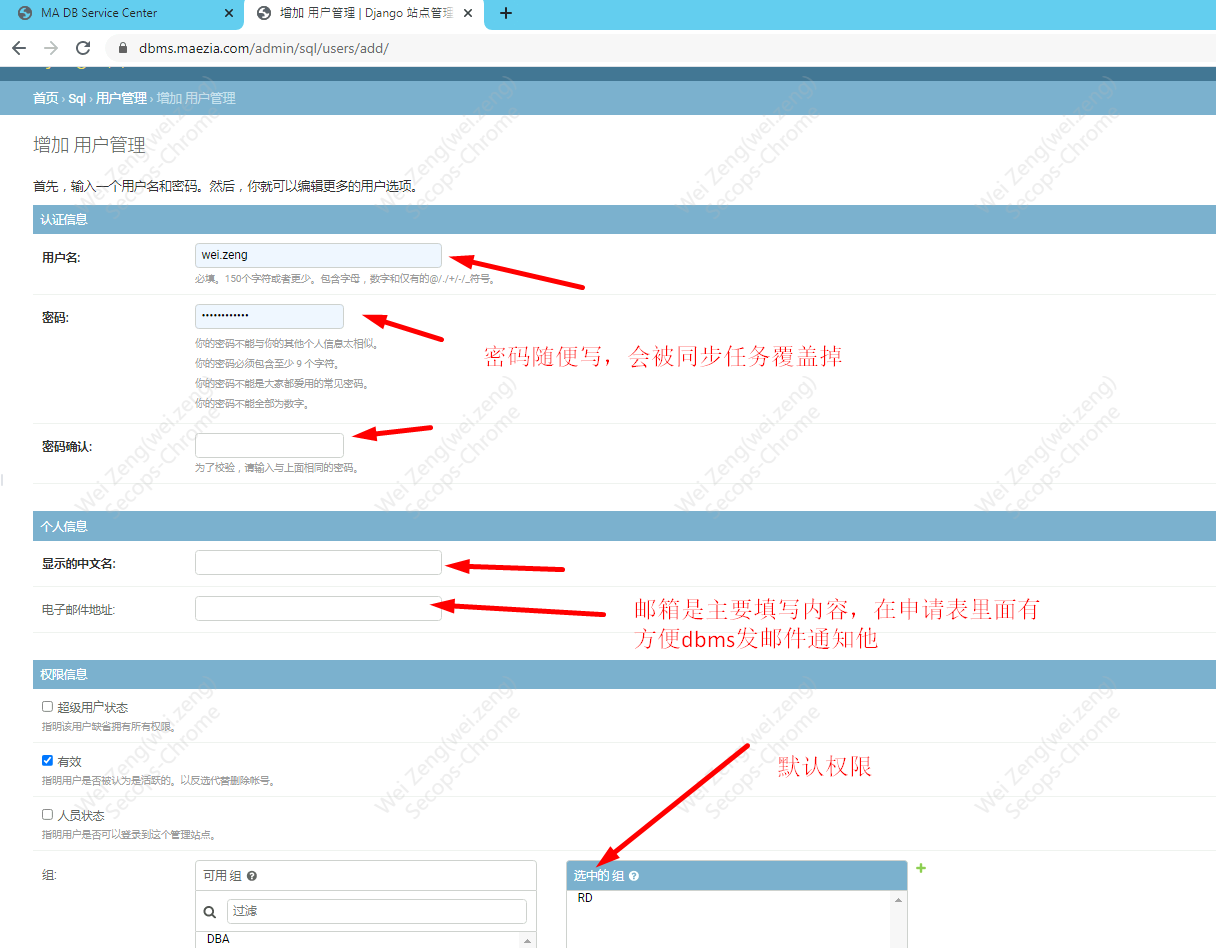 MA DB Service Center
增加 用户管理 | Django 站点管理
dbms.maezia.com/admin/sql/users/add/
首页 › Sql › 用户管理 › 增加 用户管理
增加 用户管理
首先，输入一个用户名和密码。然后，你就可以编辑更多的用户选项。
认证信息
用户名:
wei.zeng
必填。150个字符或者更少。包含字母，数字和仅有的@/./+/-/_符号。
密码:
••••••••••••
你的密码不能与你的其他个人信息太相似。
密码随便写，会被同步任务覆盖掉
你的密码必须包含至少 9 个字符。
你的密码不能是大家都爱用的常见密码。
你的密码不能全部为数字。
密码确认:
为了校验，请输入与上面相同的密码。
个人信息
显示的中文名:
电子邮件地址:
邮箱是主要填写内容，在申请表里面有
方便dbms发邮件通知他
权限信息
超级用户状态
指明该用户缺省拥有所有权限。
有效
指明用户是否被认为是活跃的。以反选代替删除帐号。
默认权限
人员状态
指明用户是否可以登录到这个管理站点。
组:
可用 组
选中的 组
过滤
RD
DBA
Wei Zeng(wei.zeng)
Secops-Chrome
Wei Zeng(wei.zeng)
Secops-Chrome
Wei Zeng(wei.zeng)
Secops-Chrome
Wei Zeng(wei.zeng)
Secops-Chrome
Wei Zeng(wei.zeng)
Secops-Chrome
Wei Zeng(wei.zeng)
Secops-Chrome
Wei Zeng(wei.zeng)
Secops-Chrome
Wei Zeng(wei.zeng)
Secops-Chrome
Wei Zeng(wei.zeng)
Secops-Chrome
Wei Zeng(wei.zeng)
Secops-Chrome
Wei Zeng(wei.zeng)
Secops-Chrome
Wei Zeng(wei.zeng)
Secops-Chrome